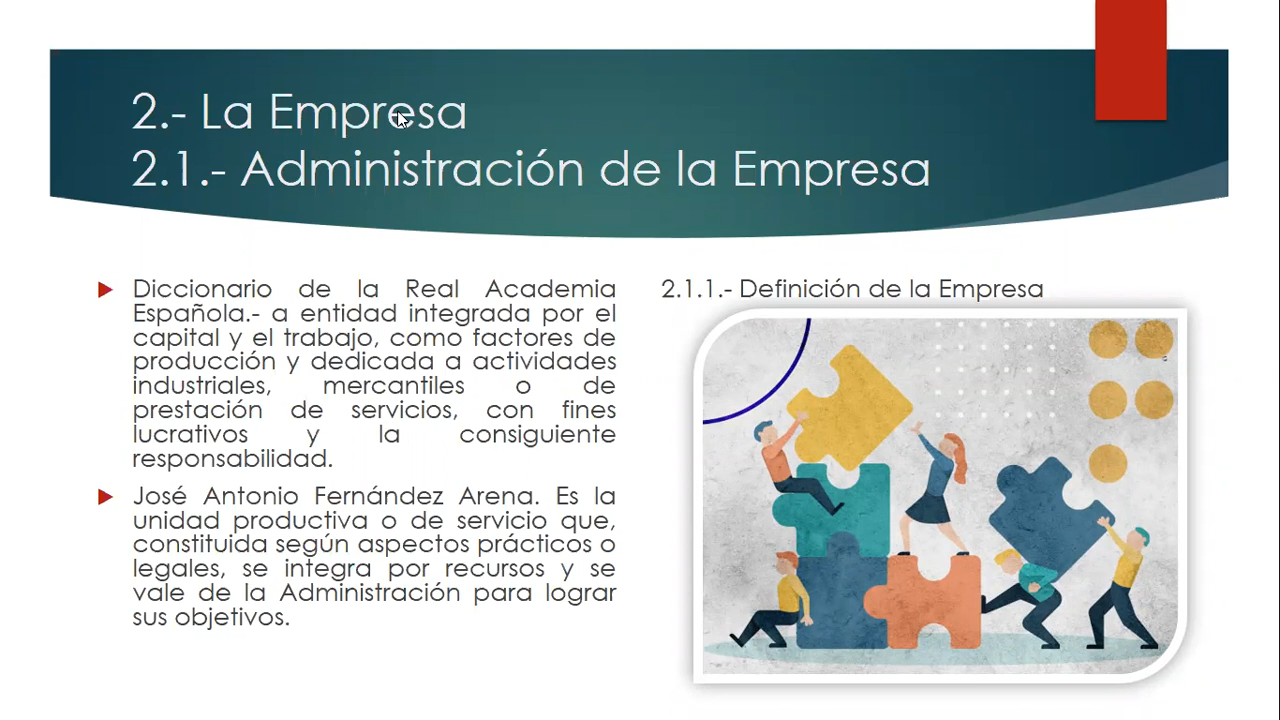 2.- La Empresa
2.1.- Administración de la Empresa
Diccionario de la Real Academia
Española.- a entidad integrada por el
capital y el trabajo, como factores de
producción y dedicada a actividades
industriales, mercantiles o de
prestación de servicios, con fines
lucrativos y la consiguiente
responsabilidad.
José Antonio Fernández Arena. Es la
unidad productiva o de servicio que,
constituida según aspectos prácticos o
legales, se integra por recursos y se
vale de la Administración para lograr
sus objetivos.
2.1.1.- Definición de la Empresa